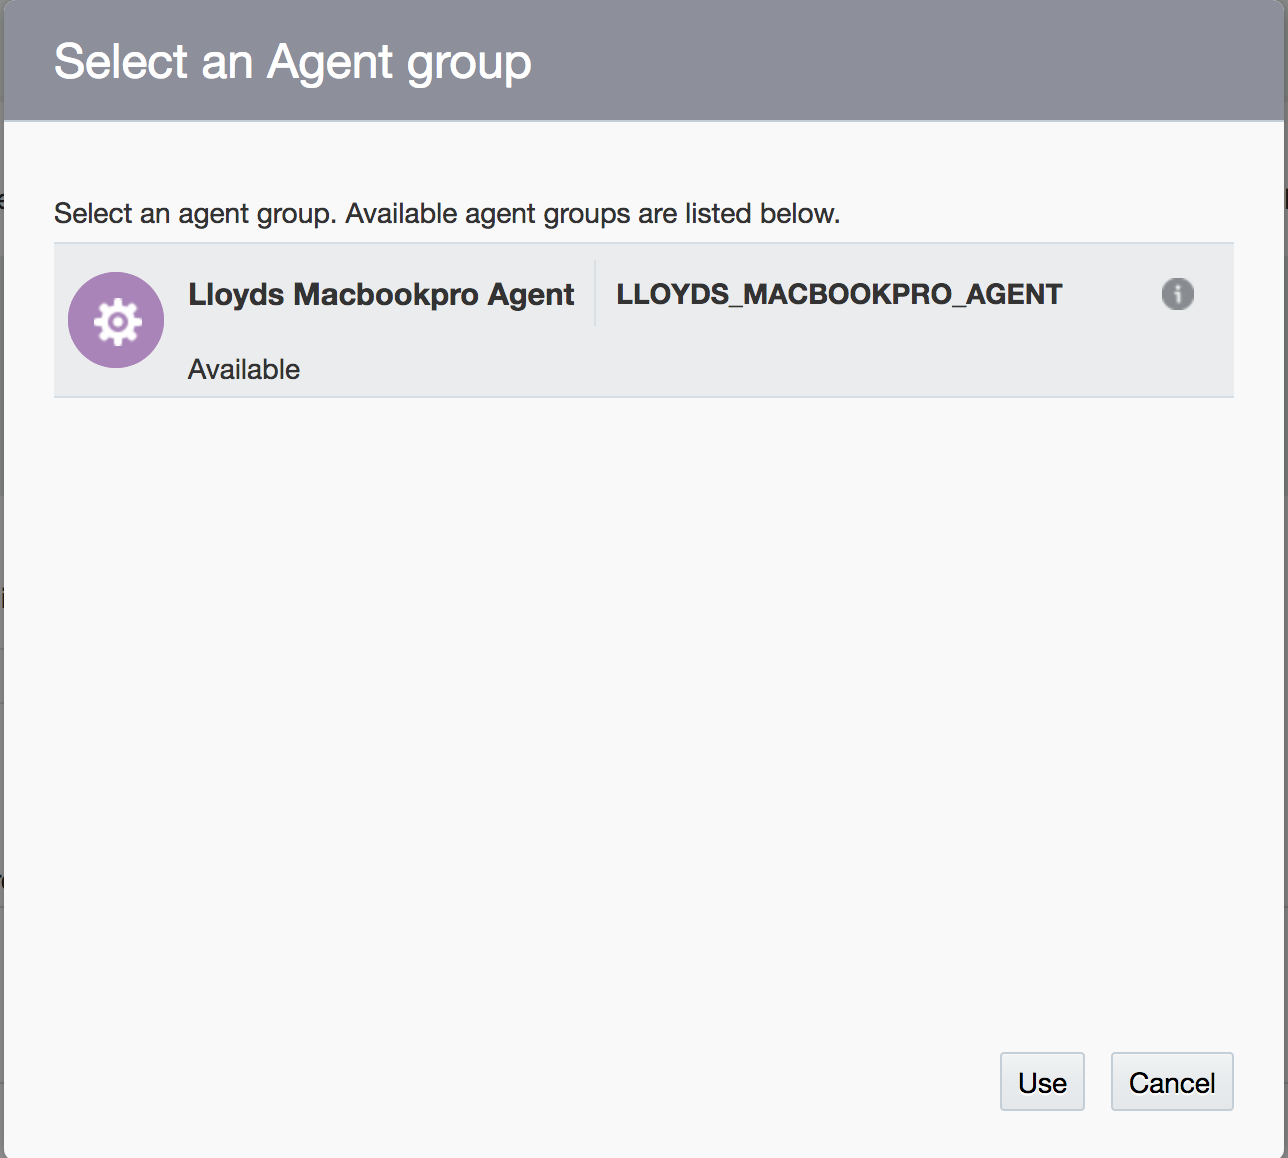 Select an Agent group
Select an agent group. Available agent groups are listed below.
Lloyds Macbookpro Agent LLOYDS_MACBOOKPRO_AGENT
Available
Use Cancel